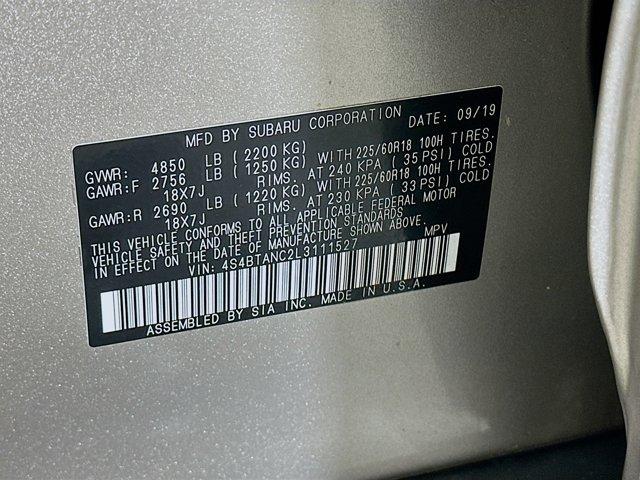 MFD BY SUBARU CORPORATION DATE: 09/19
GVWR: 4850 LB ( 2200 KG)
GAWR:F 2756 LB ( 1250 KG) WITH 225/60R18 100H TIRES.
18X7J RIMS. AT 240 KPA ( 35 PSI) COLD
GAWR:R 2690 LB ( 1220 KG) WITH 225/60R18 100H TIRES.
18X7J RIMS. AT 230 KPA ( 33 PSI) COLD
THIS VEHICLE CONFORMS TO ALL APPLICABLE FEDERAL MOTOR
VEHICLE SAFETY AND THEFT PREVENTION STANDARDS
IN EFFECT ON THE DATE OF MANUFACTURE SHOWN ABOVE.
VIN: 4S4BTANC2L3111527 MPV
ASSEMBLED BY SIA INC. MADE IN U.S.A.